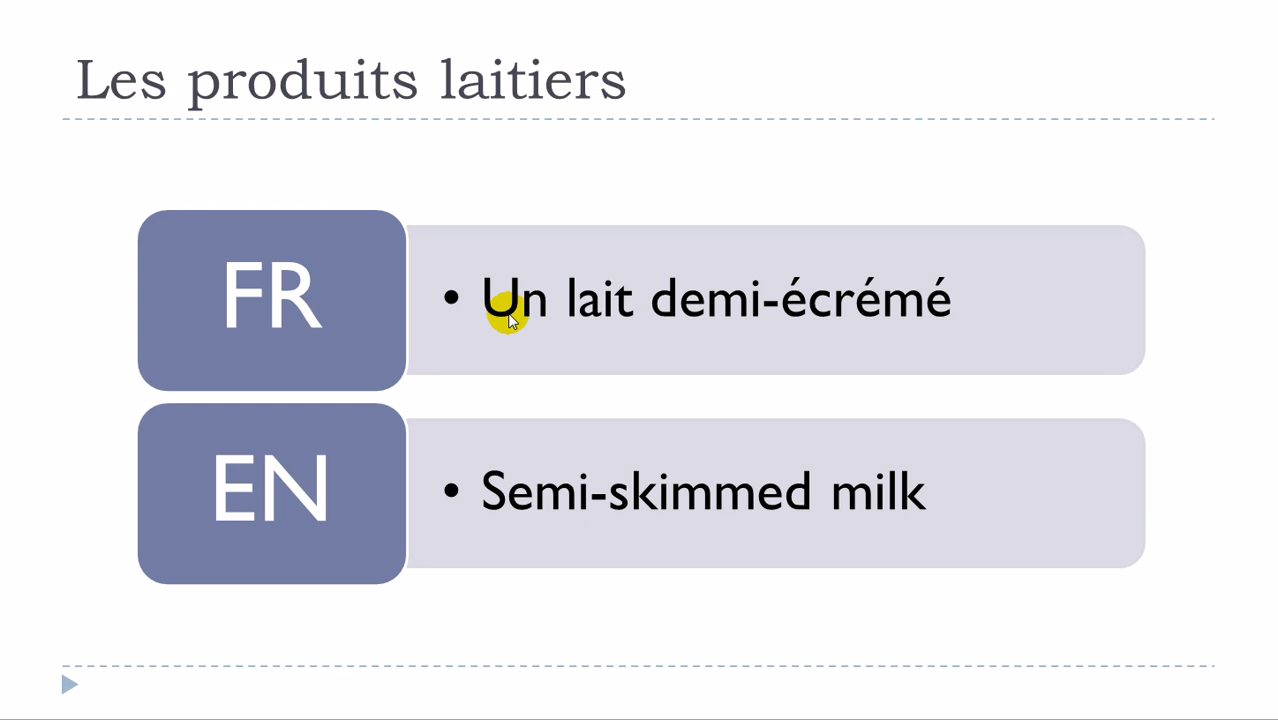 Les produits laitiers
FR
• Un lait demi-écrémé
EN
• Semi-skimmed milk